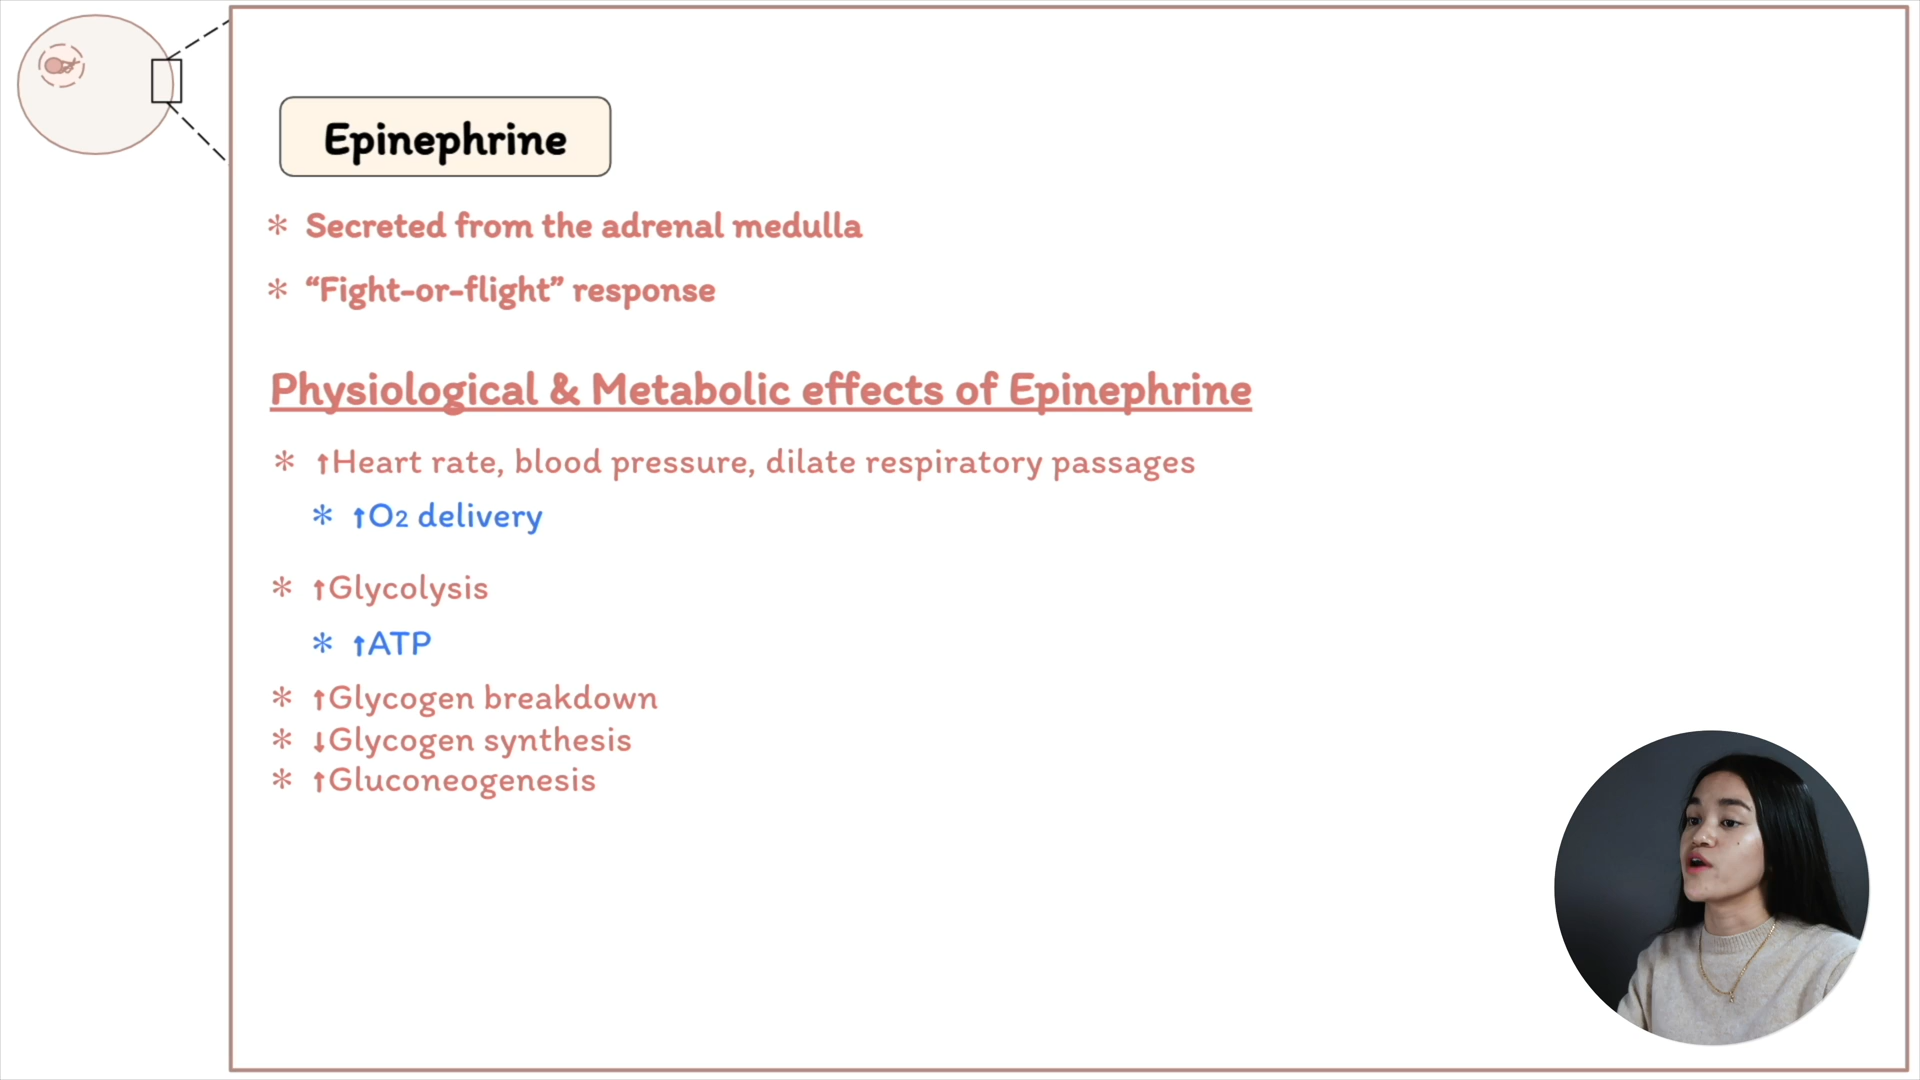 Epinephrine
* Secreted from the adrenal medulla
* “Fight-or-flight” response
Physiological & Metabolic effects of Epinephrine
* ↑Heart rate, blood pressure, dilate respiratory passages
* ↑O2 delivery
* ↑Glycolysis
* ↑ATP
* ↑Glycogen breakdown
* ↓Glycogen synthesis
* ↑Gluconeogenesis